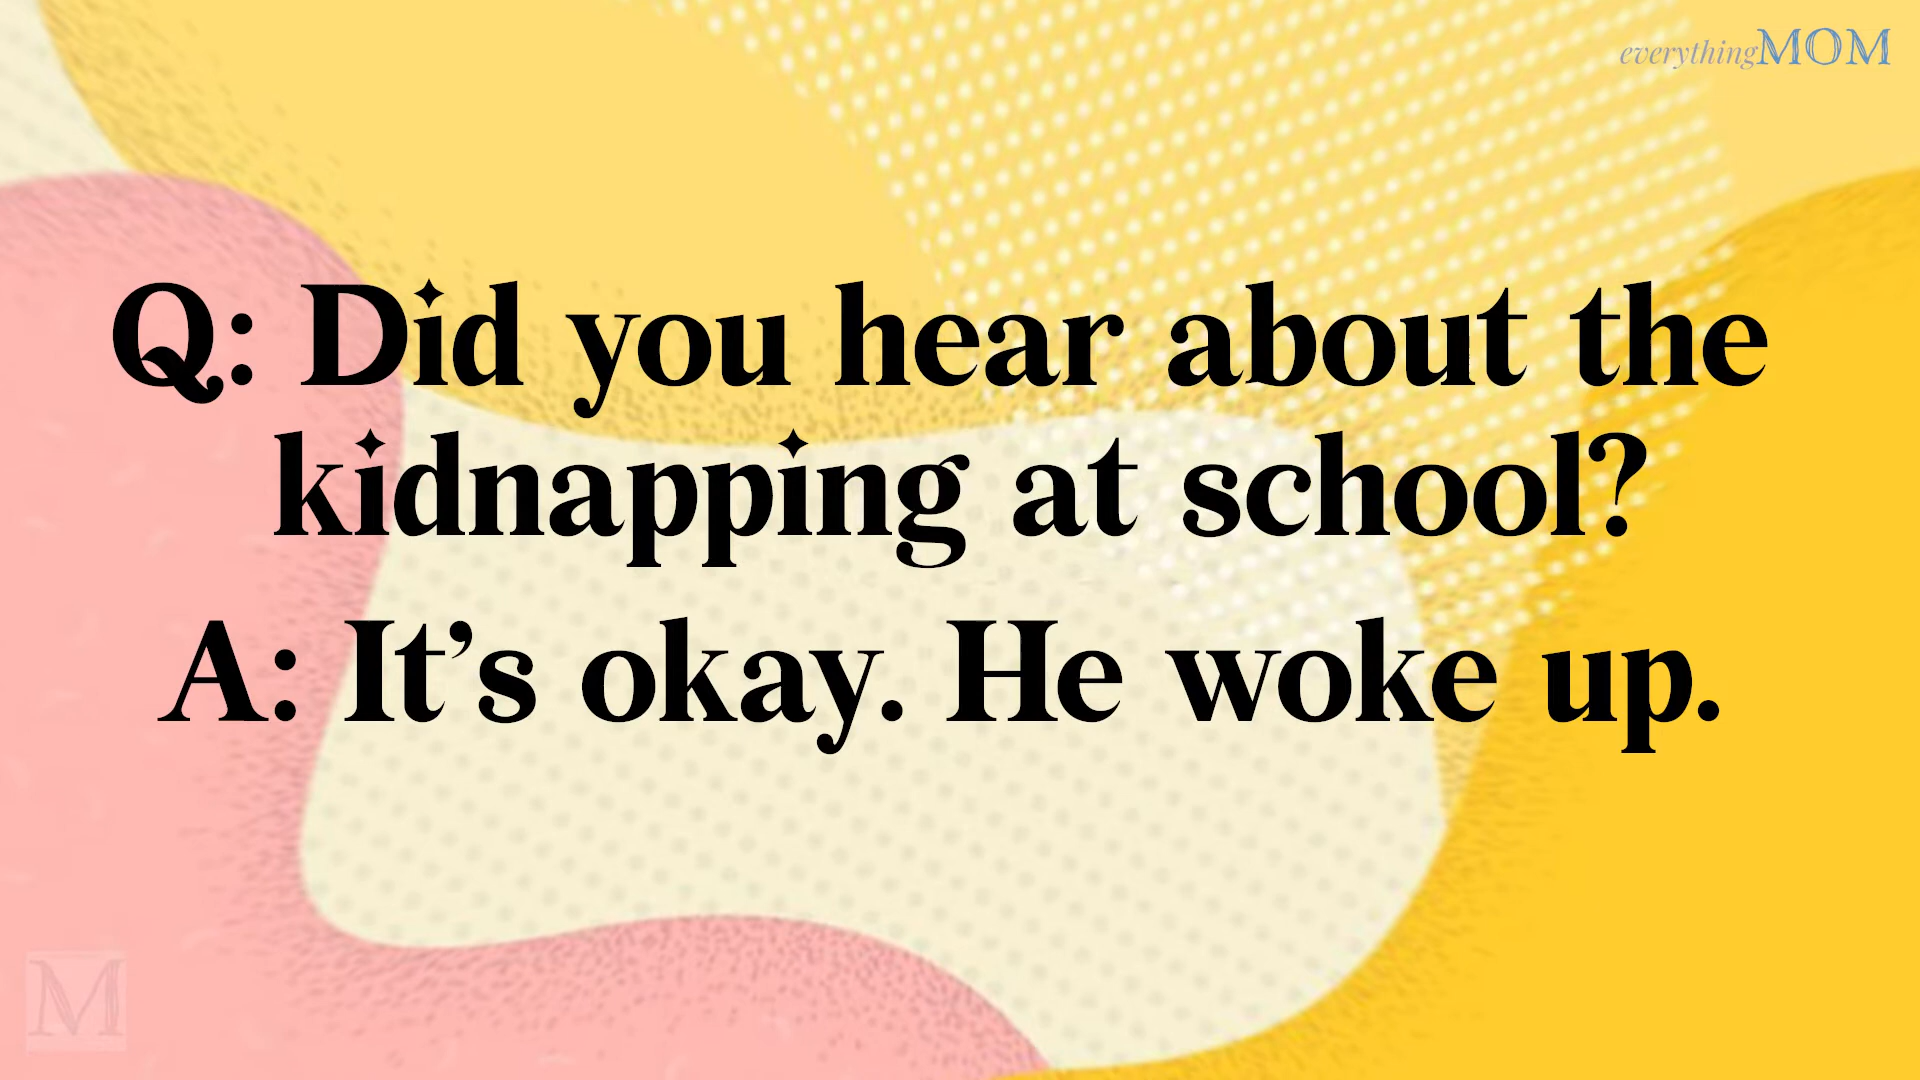 everythingMOM
Q: Did you hear about the
kidnapping at school?
A: It’s okay. He woke up.
M